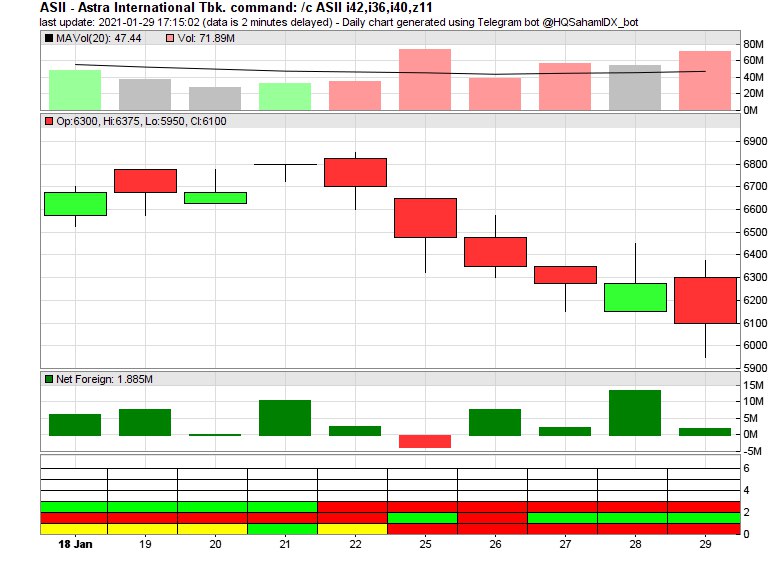 ASII - Astra International Tbk. command: /c ASII i42,i36,i40,z11
last update: 2021-01-29 17:15:02 (data is 2 minutes delayed) - Daily chart generated using Telegram bot @HQSahamIDX_bot
MAVol(20): 47.44 Vol: 71.89M
80M
60M
40M
20M
0M
Op:6300, Hi:6375, Lo:5950, Cl:6100
6900
6800
6700
6600
6500
6400
6300
6200
6100
6000
5900
Net Foreign: 1.885M
15M
10M
5M
0M
-5M
6
4
2
0
18 Jan 19 20 21 22 25 26 27 28 29